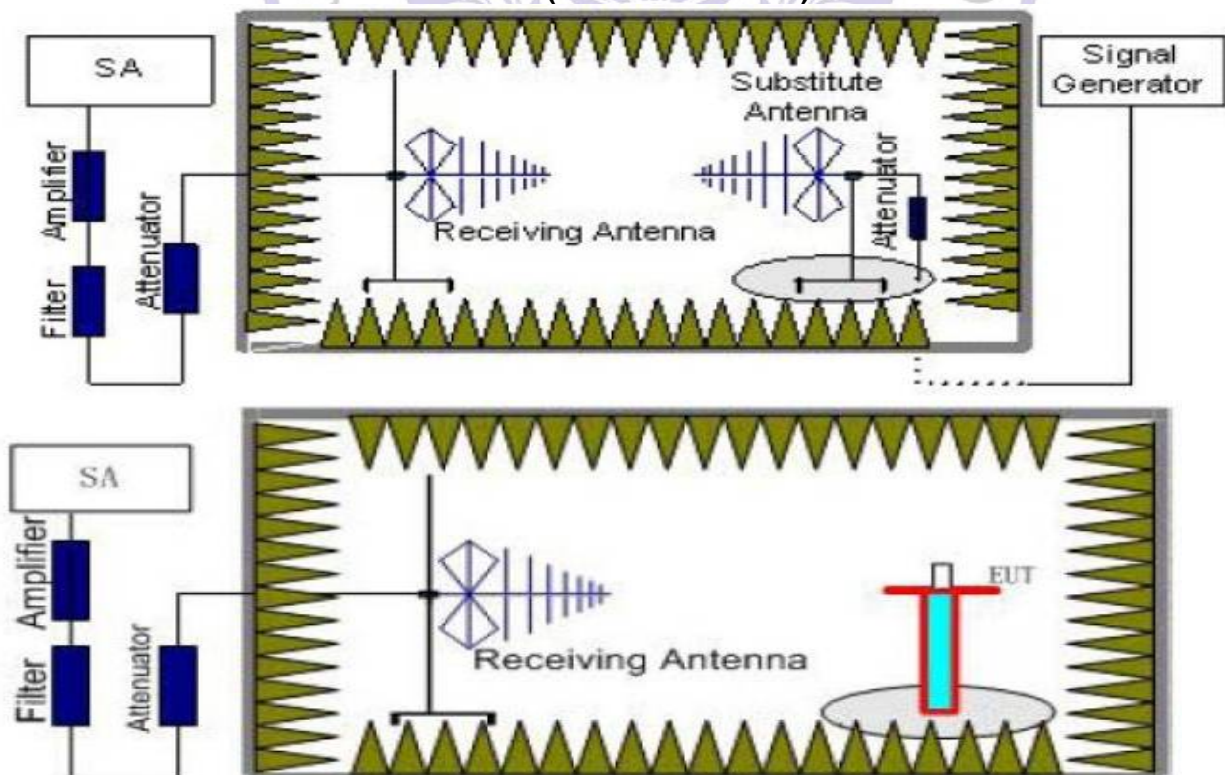 SA
Amplifier
Filter
Attenuator
Receiving Antenna
Substitute
Antenna
Attenuator
Signal
Generator
SA
Amplifier
Filter
Attenuator
Receiving Antenna
EUT